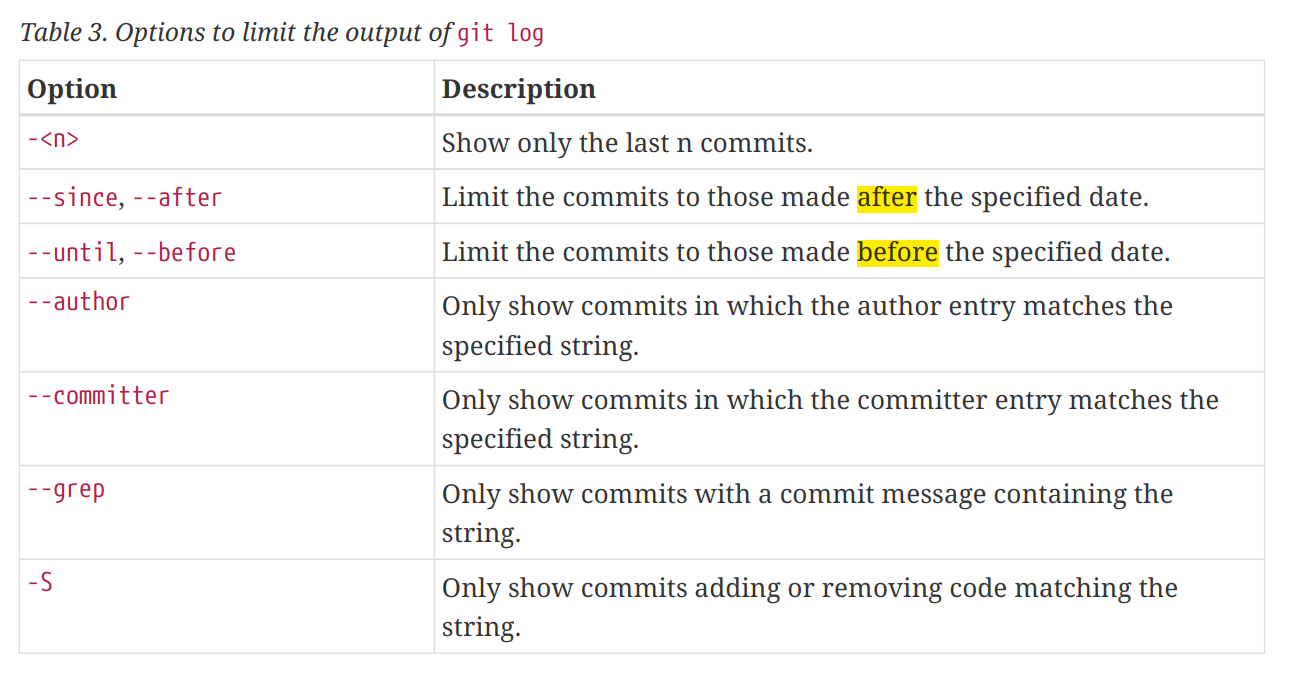 Table 3. Options to limit the output of git log
Option Description
-<n> Show only the last n commits.
--since, --after Limit the commits to those made after the specified date.
--until, --before Limit the commits to those made before the specified date.
--author Only show commits in which the author entry matches the
specified string.
--committer Only show commits in which the committer entry matches the
specified string.
--grep Only show commits with a commit message containing the
string.
-S Only show commits adding or removing code matching the
string.